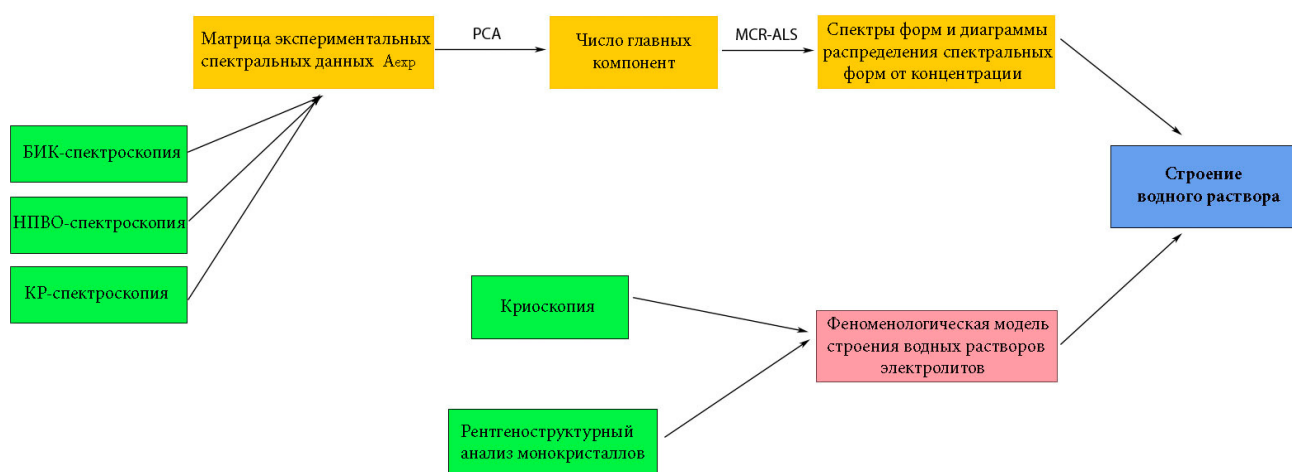 Матрица экспериментальных
спектральных данных Aexp
PCA
Число главных
компонент
MCR-ALS
Спектры форм и диаграммы
распределения спектральных
форм от концентрации
БИК-спектроскопия
НПВО-спектроскопия
КР-спектроскопия
Строение
водного раствора
Криоскопия
Феноменологическая модель
строения водных растворов
электролитов
Рентгеноструктурный
анализ монокристаллов